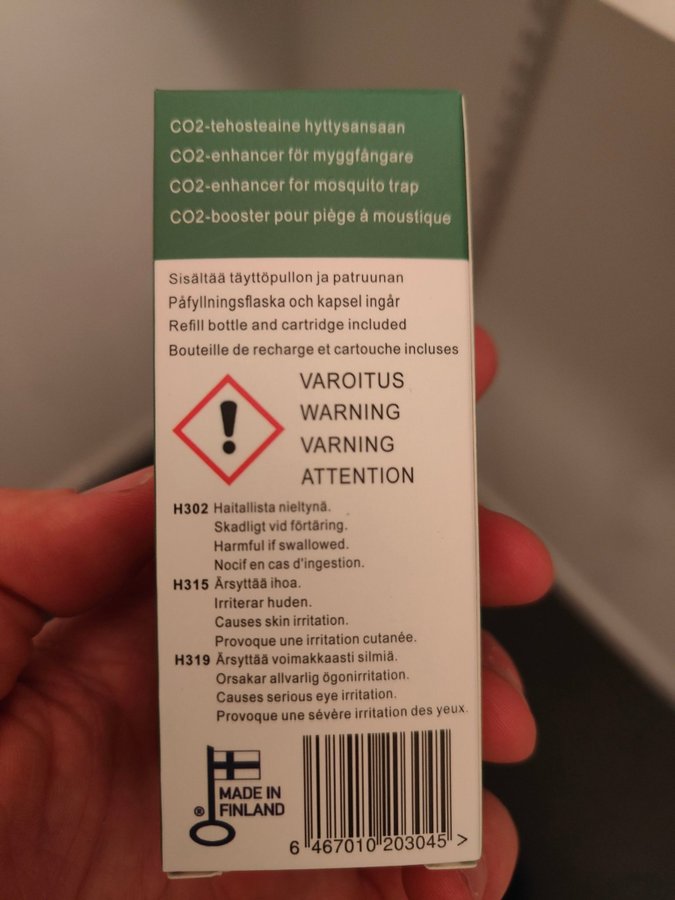 CO2-tehosteaine hyttysansaan
CO2-enhancer för myggfångare
CO2-enhancer for mosquito trap
CO2-booster pour piège á moustique
Sisältää täyttöpullon ja patruunan
Påfyllningsflaska och kapsel ingår
Refill bottle and cartridge included
Bouteille de recharge et cartouche incluses
!
VAROITUS
WARNING
VARNING
ATTENTION
H302 Haitallista nieltynä.
Skadligt vid förtäring.
Harmful if swallowed.
Nocif en cas d'ingestion.
H315 Ärsyttää ihoa.
Irriterar huden.
Causes skin irritation.
Provoque une irritation cutanée.
H319 Ärsyttää voimakkaasti silmiä.
Orsakar allvarlig ögonirritation.
Causes serious eye irritation.
Provoque une sévère irritation des yeux.
MADE IN
® FINLAND
6 467010 203045 >